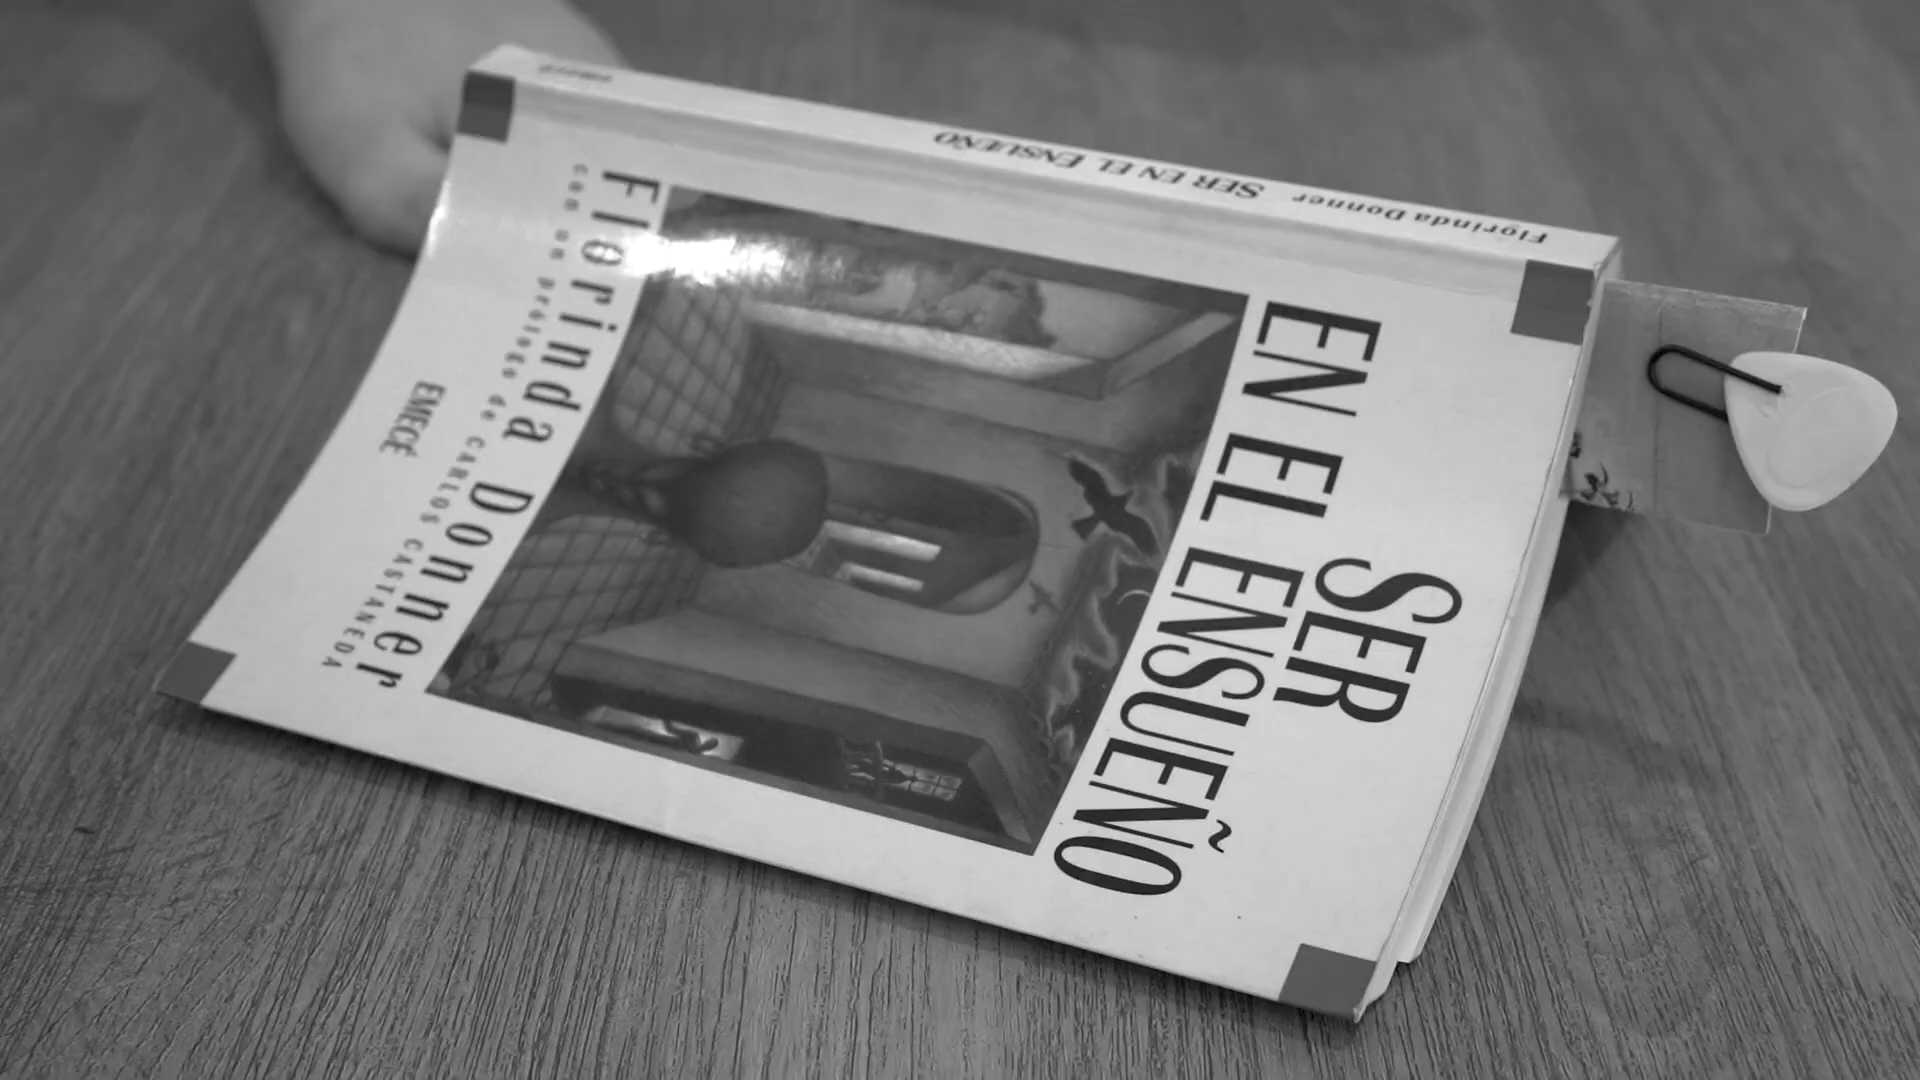 SER
EN EL ENSUEÑO
Florinda Donner
con un prólogo de CARLOS CASTANEDA
EMECÉ
Florinda Donner SER EN EL ENSUEÑO